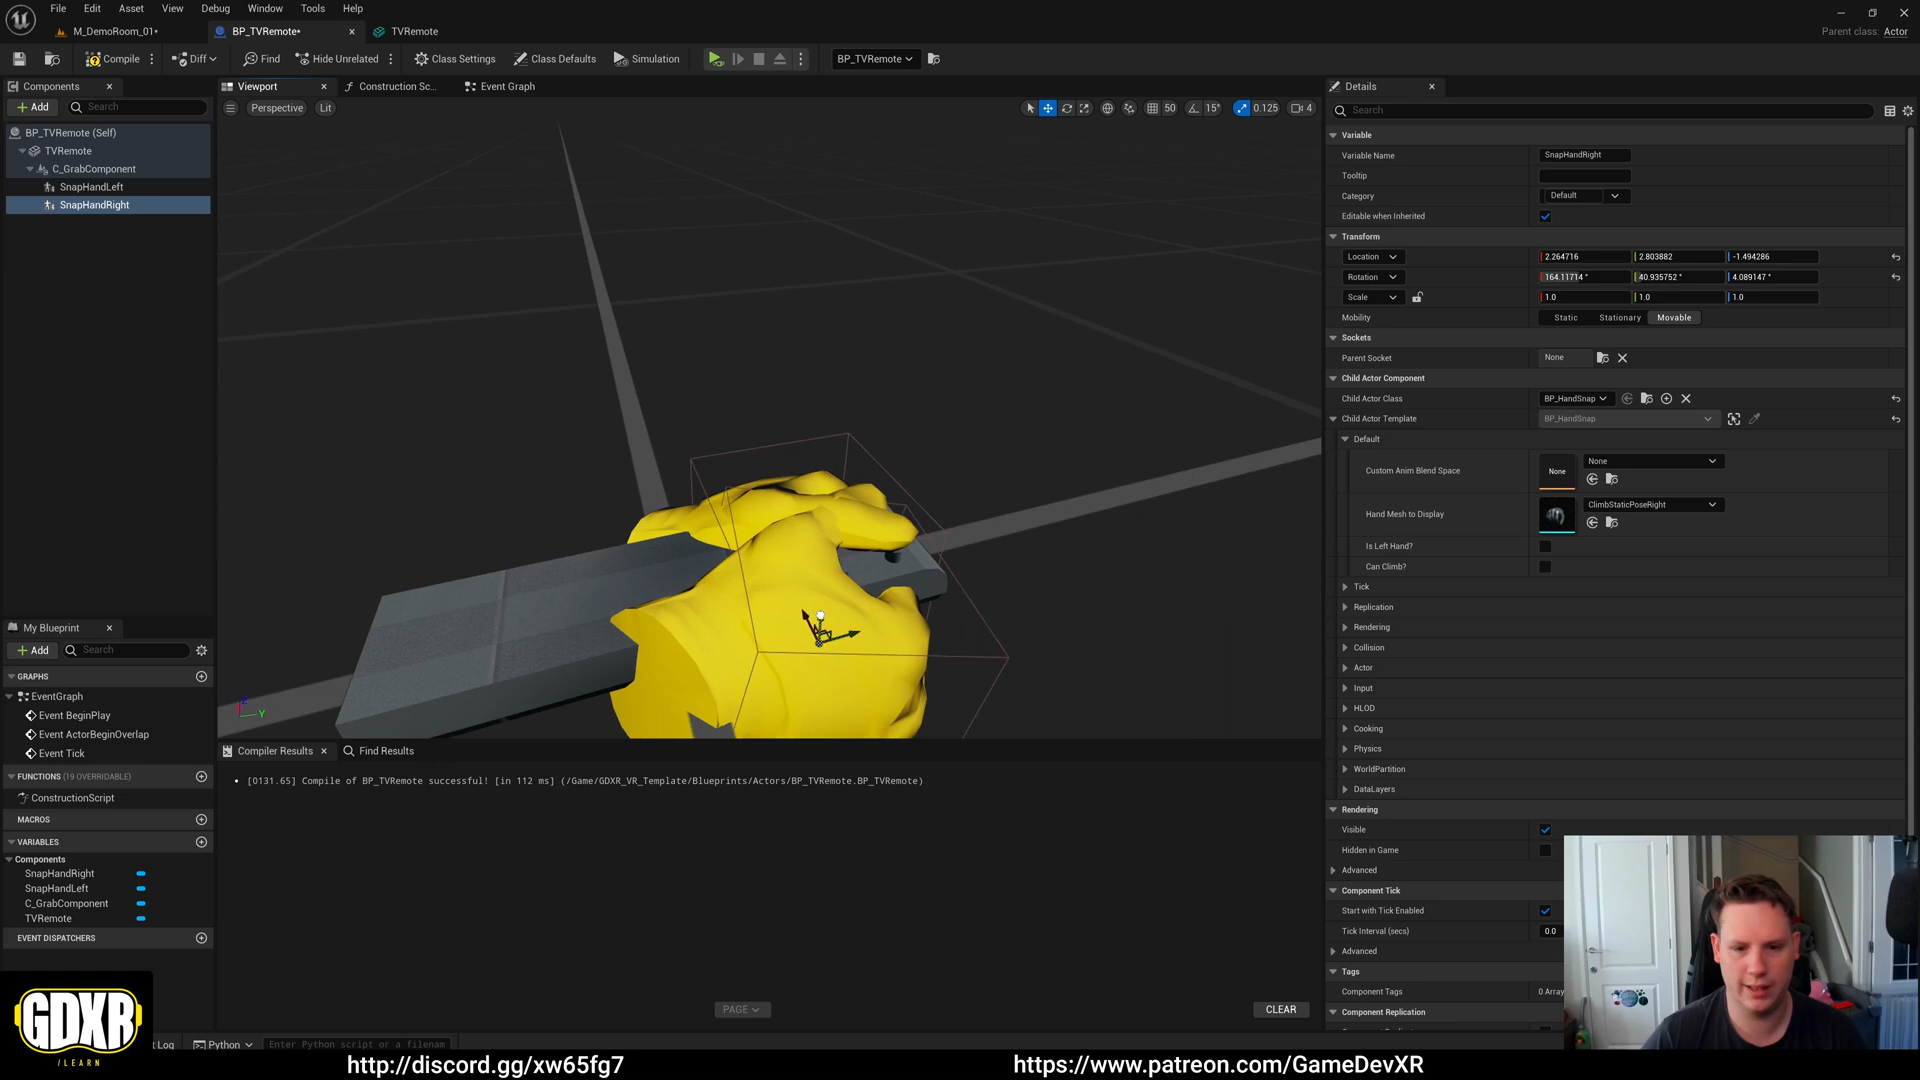 File Edit Asset View Debug Window Tools Help
M_DemoRoom_01* BP_TVRemote* TVRemote
Parent class: Actor
Compile Diff Find Hide Unrelated Class Settings Class Defaults Simulation BP_TVRemote
Components Viewport Construction Sc... Event Graph Details
Add Search Perspective Lit 50 15° 0.125 4 Search
BP_TVRemote (Self)
TVRemote
C_GrabComponent
SnapHandLeft
SnapHandRight
Variable
Variable Name SnapHandRight
Tooltip
Category Default
Editable when Inherited
Transform
Location 2.264716 2.803882 -1.494286
Rotation 164.11714 ° 40.935752 ° 4.089147 °
Scale 1.0 1.0 1.0
Mobility Static Stationary Movable
Sockets
Parent Socket None
Child Actor Component
Child Actor Class BP_HandSnap
Child Actor Template BP_HandSnap
Default
Custom Anim Blend Space None None
Hand Mesh to Display ClimbStaticPoseRight
Is Left Hand?
Can Climb?
Tick
Replication
Rendering
Collision
Actor
Input
HLOD
Cooking
Physics
WorldPartition
DataLayers
Rendering
Visible
Hidden in Game
Advanced
Component Tick
Start with Tick Enabled
Tick Interval (secs) 0.0
Advanced
Tags
Component Tags 0 Array
Component Replication
My Blueprint
Add Search
GRAPHS
EventGraph
Event BeginPlay
Event ActorBeginOverlap
Event Tick
FUNCTIONS (19 OVERRIDABLE)
ConstructionScript
MACROS
VARIABLES
Components
SnapHandRight
SnapHandLeft
C_GrabComponent
TVRemote
EVENT DISPATCHERS
Y
Compiler Results Find Results
[0131.65] Compile of BP_TVRemote successful! [in 112 ms] (/Game/GDXR_VR_Template/Blueprints/Actors/BP_TVRemote.BP_TVRemote)
PAGE CLEAR
GDXR
/LEARN
Log Python Enter Python script or a filenam
http://discord.gg/xw65fg7 https://www.patreon.com/GameDevXR